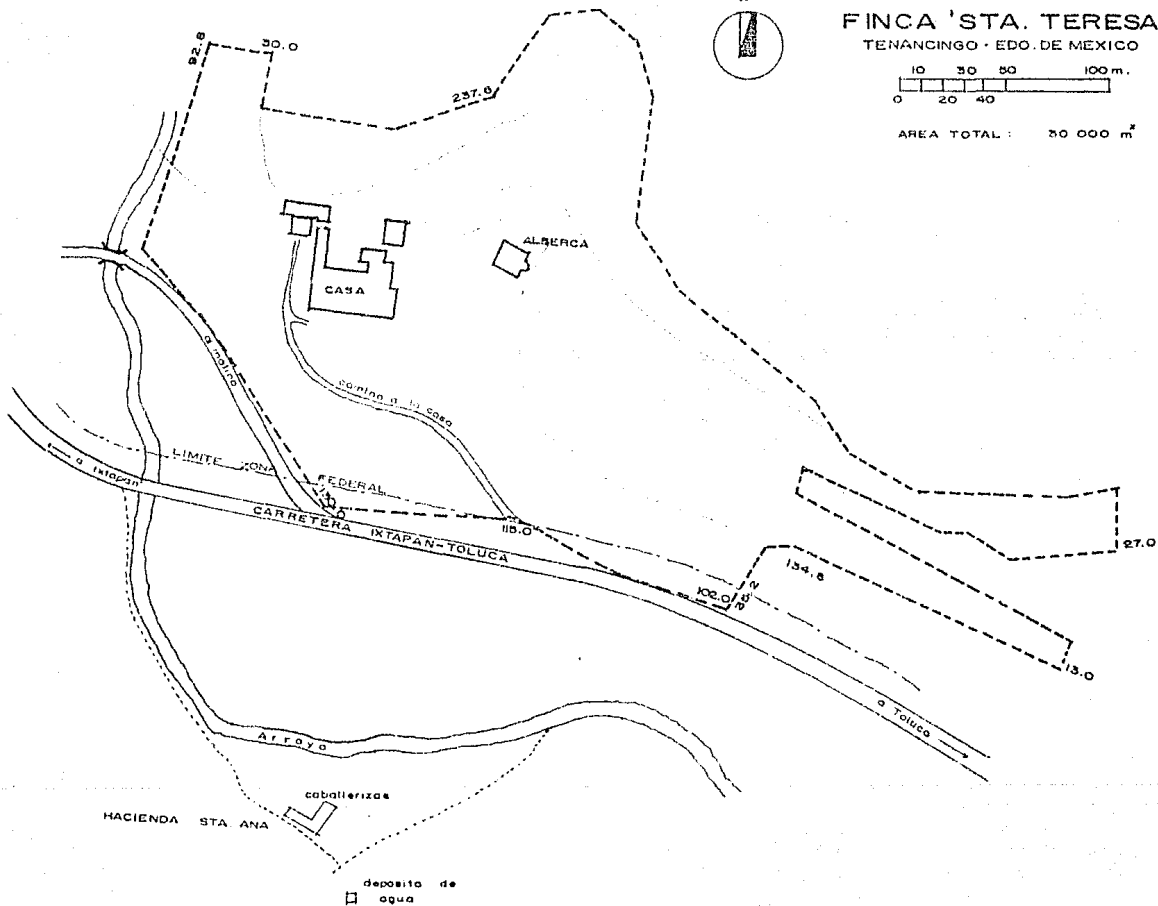 FINCA 'STA. TERESA
TENANCINGO · EDO. DE MEXICO
10 30 50 100 m.
0 20 40
AREA TOTAL : 30 000 m²
92.8
30.0
237.6
ALBERCA
CASA
a molino
camino a la casa
LIMITE ZONA FEDERAL
a Ixtapan
CARRETERA IXTAPAN-TOLUCA
115.0
102.0
134.8
27.0
13.0
a Toluca
Arroyo
caballerizas
HACIENDA STA. ANA
deposito de
agua